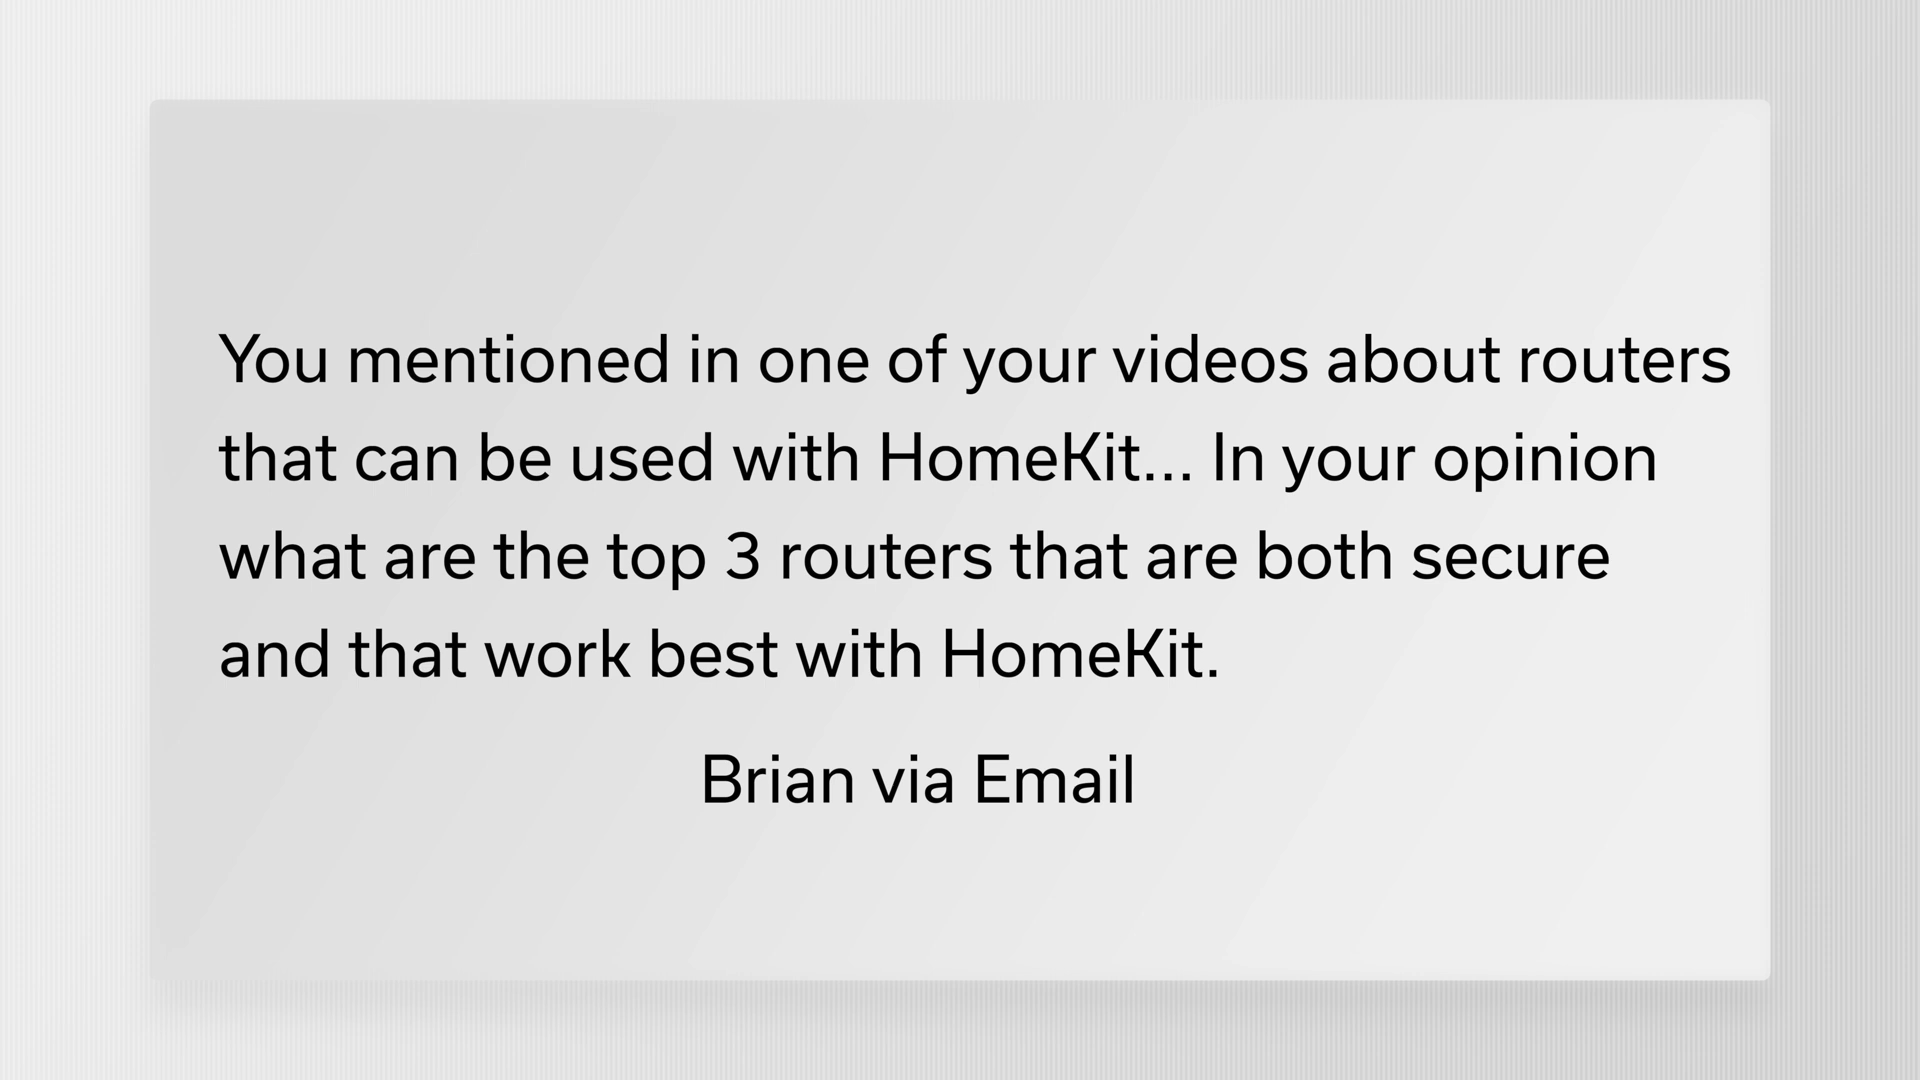 You mentioned in one of your videos about routers
that can be used with HomeKit... In your opinion
what are the top 3 routers that are both secure
and that work best with HomeKit.
Brian via Email